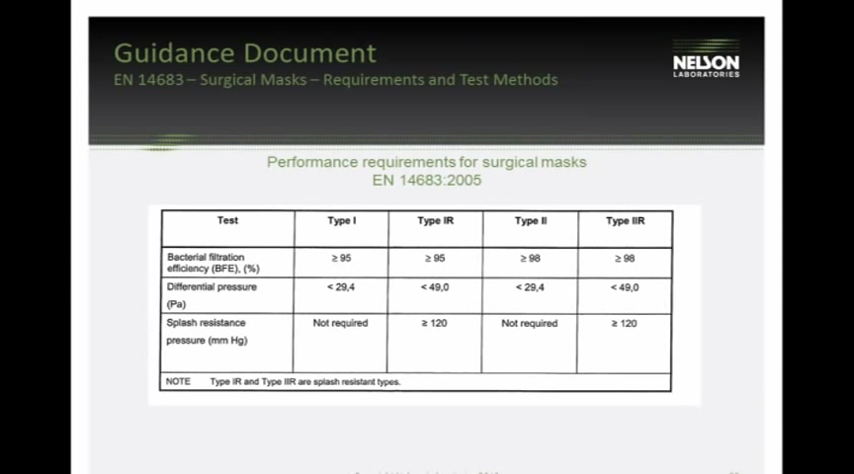 Guidance Document
EN 14683 – Surgical Masks – Requirements and Test Methods
NELSON
LABORATORIES
Performance requirements for surgical masks
EN 14683:2005
Test Type I Type IR Type II Type IIR
Bacterial filtration
efficiency (BFE), (%) ≥ 95 ≥ 95 ≥ 98 ≥ 98
Differential pressure < 29,4 < 49,0 < 29,4 < 49,0
(Pa)
Splash resistance Not required ≥ 120 Not required ≥ 120
pressure (mm Hg)
NOTE Type IR and Type IIR are splash resistant types.